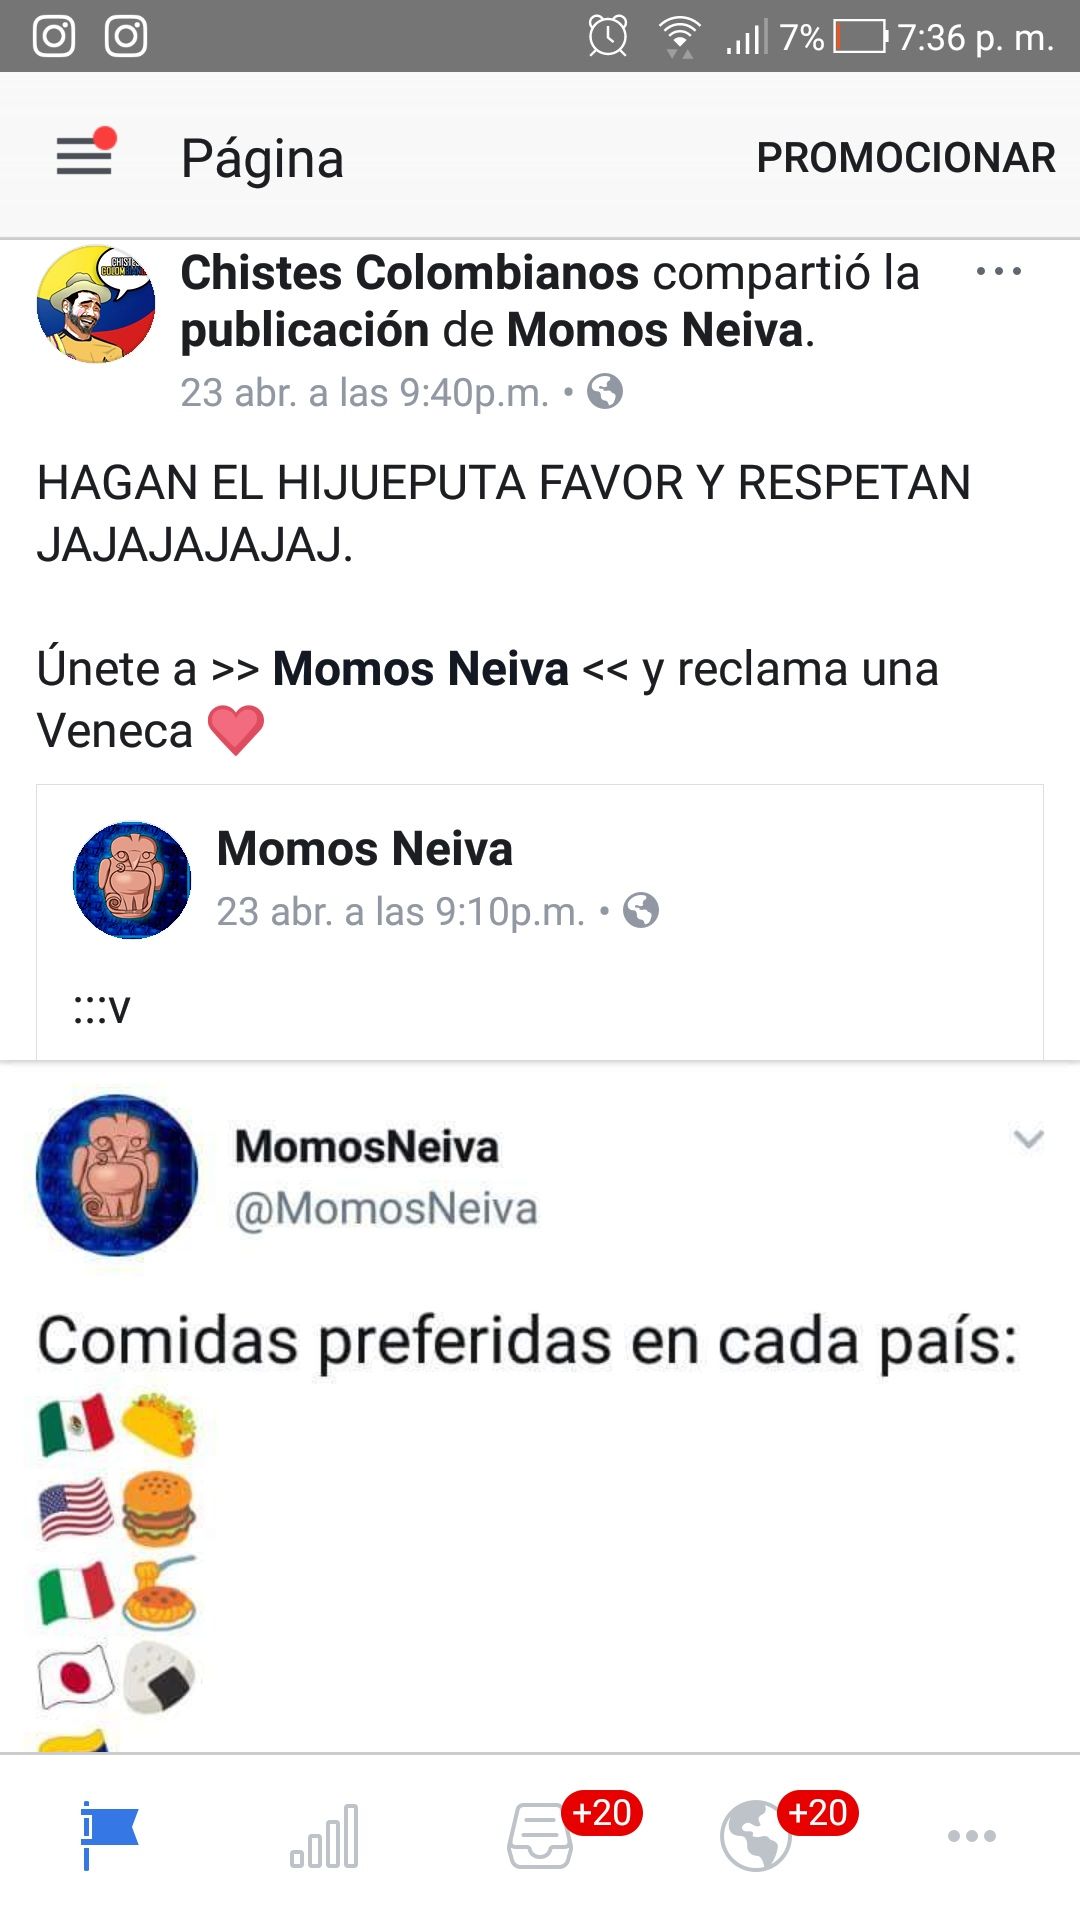 7% 7:36 p. m.
Página PROMOCIONAR
CHISTES
COLOMBIANOS
Chistes Colombianos compartió la
publicación de Momos Neiva.
23 abr. a las 9:40p.m. •
HAGAN EL HIJUEPUTA FAVOR Y RESPETAN
JAJAJAJAJAJ.
Únete a >> Momos Neiva << y reclama una
Veneca ❤️
Momos Neiva
23 abr. a las 9:10p.m. •
:::v
MomosNeiva
@MomosNeiva
Comidas preferidas en cada país:
🇲🇽🌮
🇺🇸🍔
🇮🇹🍝
🇯🇵🍙
+20 +20